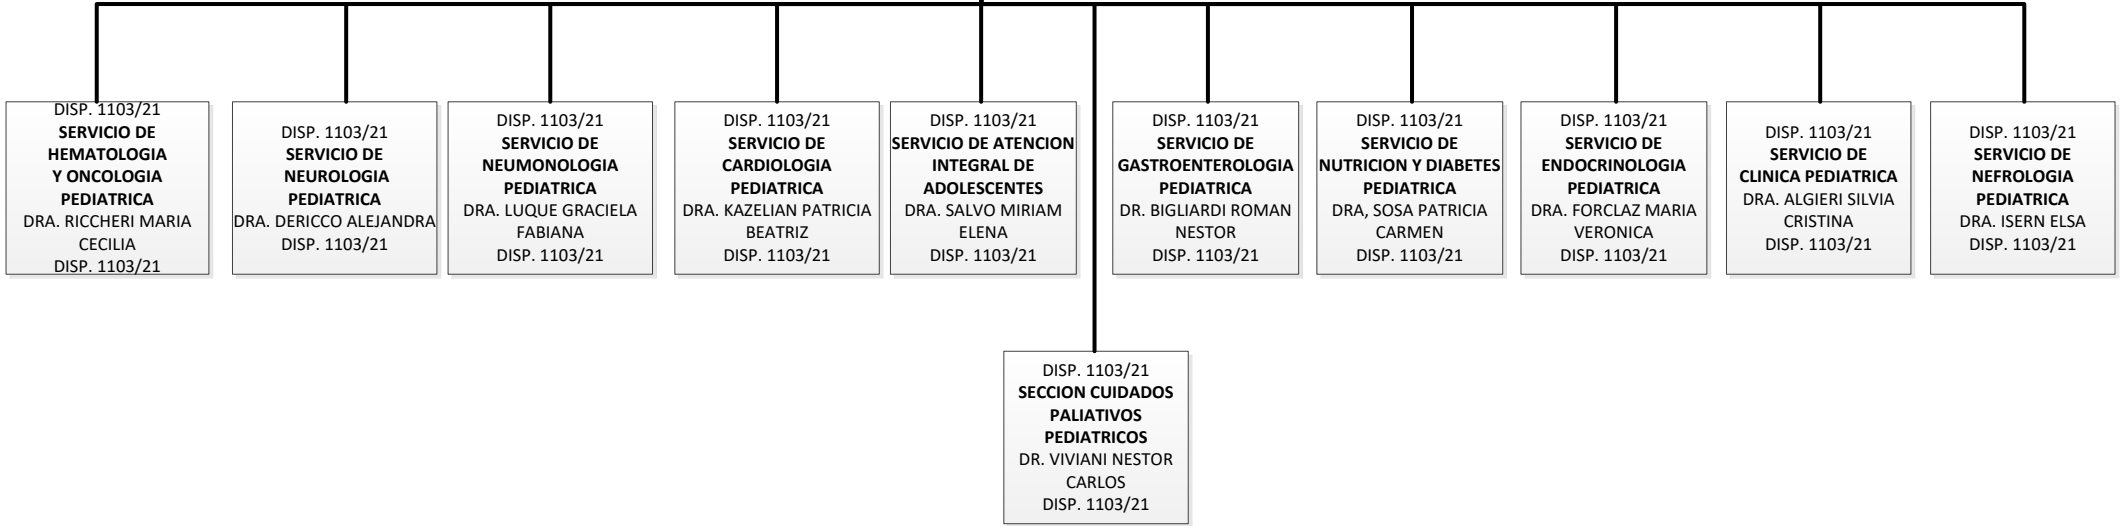 DISP. 1103/21
SERVICIO DE
HEMATOLOGIA
Y ONCOLOGIA
PEDIATRICA
DRA. RICCHERI MARIA
CECILIA
DISP. 1103/21
DISP. 1103/21
SERVICIO DE
NEUROLOGIA
PEDIATRICA
DRA. DERICCO ALEJANDRA
DISP. 1103/21
DISP. 1103/21
SERVICIO DE
NEUMONOLOGIA
PEDIATRICA
DRA. LUQUE GRACIELA
FABIANA
DISP. 1103/21
DISP. 1103/21
SERVICIO DE
CARDIOLOGIA
PEDIATRICA
DRA. KAZELIAN PATRICIA
BEATRIZ
DISP. 1103/21
DISP. 1103/21
SERVICIO DE ATENCION
INTEGRAL DE
ADOLESCENTES
DRA. SALVO MIRIAM
ELENA
DISP. 1103/21
DISP. 1103/21
SERVICIO DE
GASTROENTEROLOGIA
PEDIATRICA
DR. BIGLIARDI ROMAN
NESTOR
DISP. 1103/21
DISP. 1103/21
SERVICIO DE
NUTRICION Y DIABETES
PEDIATRICA
DRA, SOSA PATRICIA
CARMEN
DISP. 1103/21
DISP. 1103/21
SERVICIO DE
ENDOCRINOLOGIA
PEDIATRICA
DRA. FORCLAZ MARIA
VERONICA
DISP. 1103/21
DISP. 1103/21
SERVICIO DE
CLINICA PEDIATRICA
DRA. ALGIERI SILVIA
CRISTINA
DISP. 1103/21
DISP. 1103/21
SERVICIO DE
NEFROLOGIA
PEDIATRICA
DRA. ISERN ELSA
DISP. 1103/21
DISP. 1103/21
SECCION CUIDADOS
PALIATIVOS
PEDIATRICOS
DR. VIVIANI NESTOR
CARLOS
DISP. 1103/21